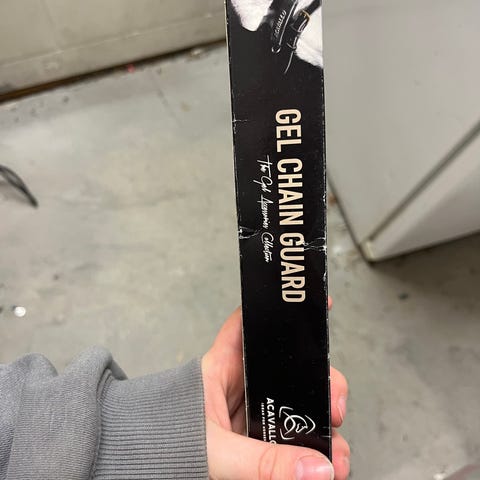 GEL CHAIN GUARD
The Gel Accessories Collection
ACAVALLO